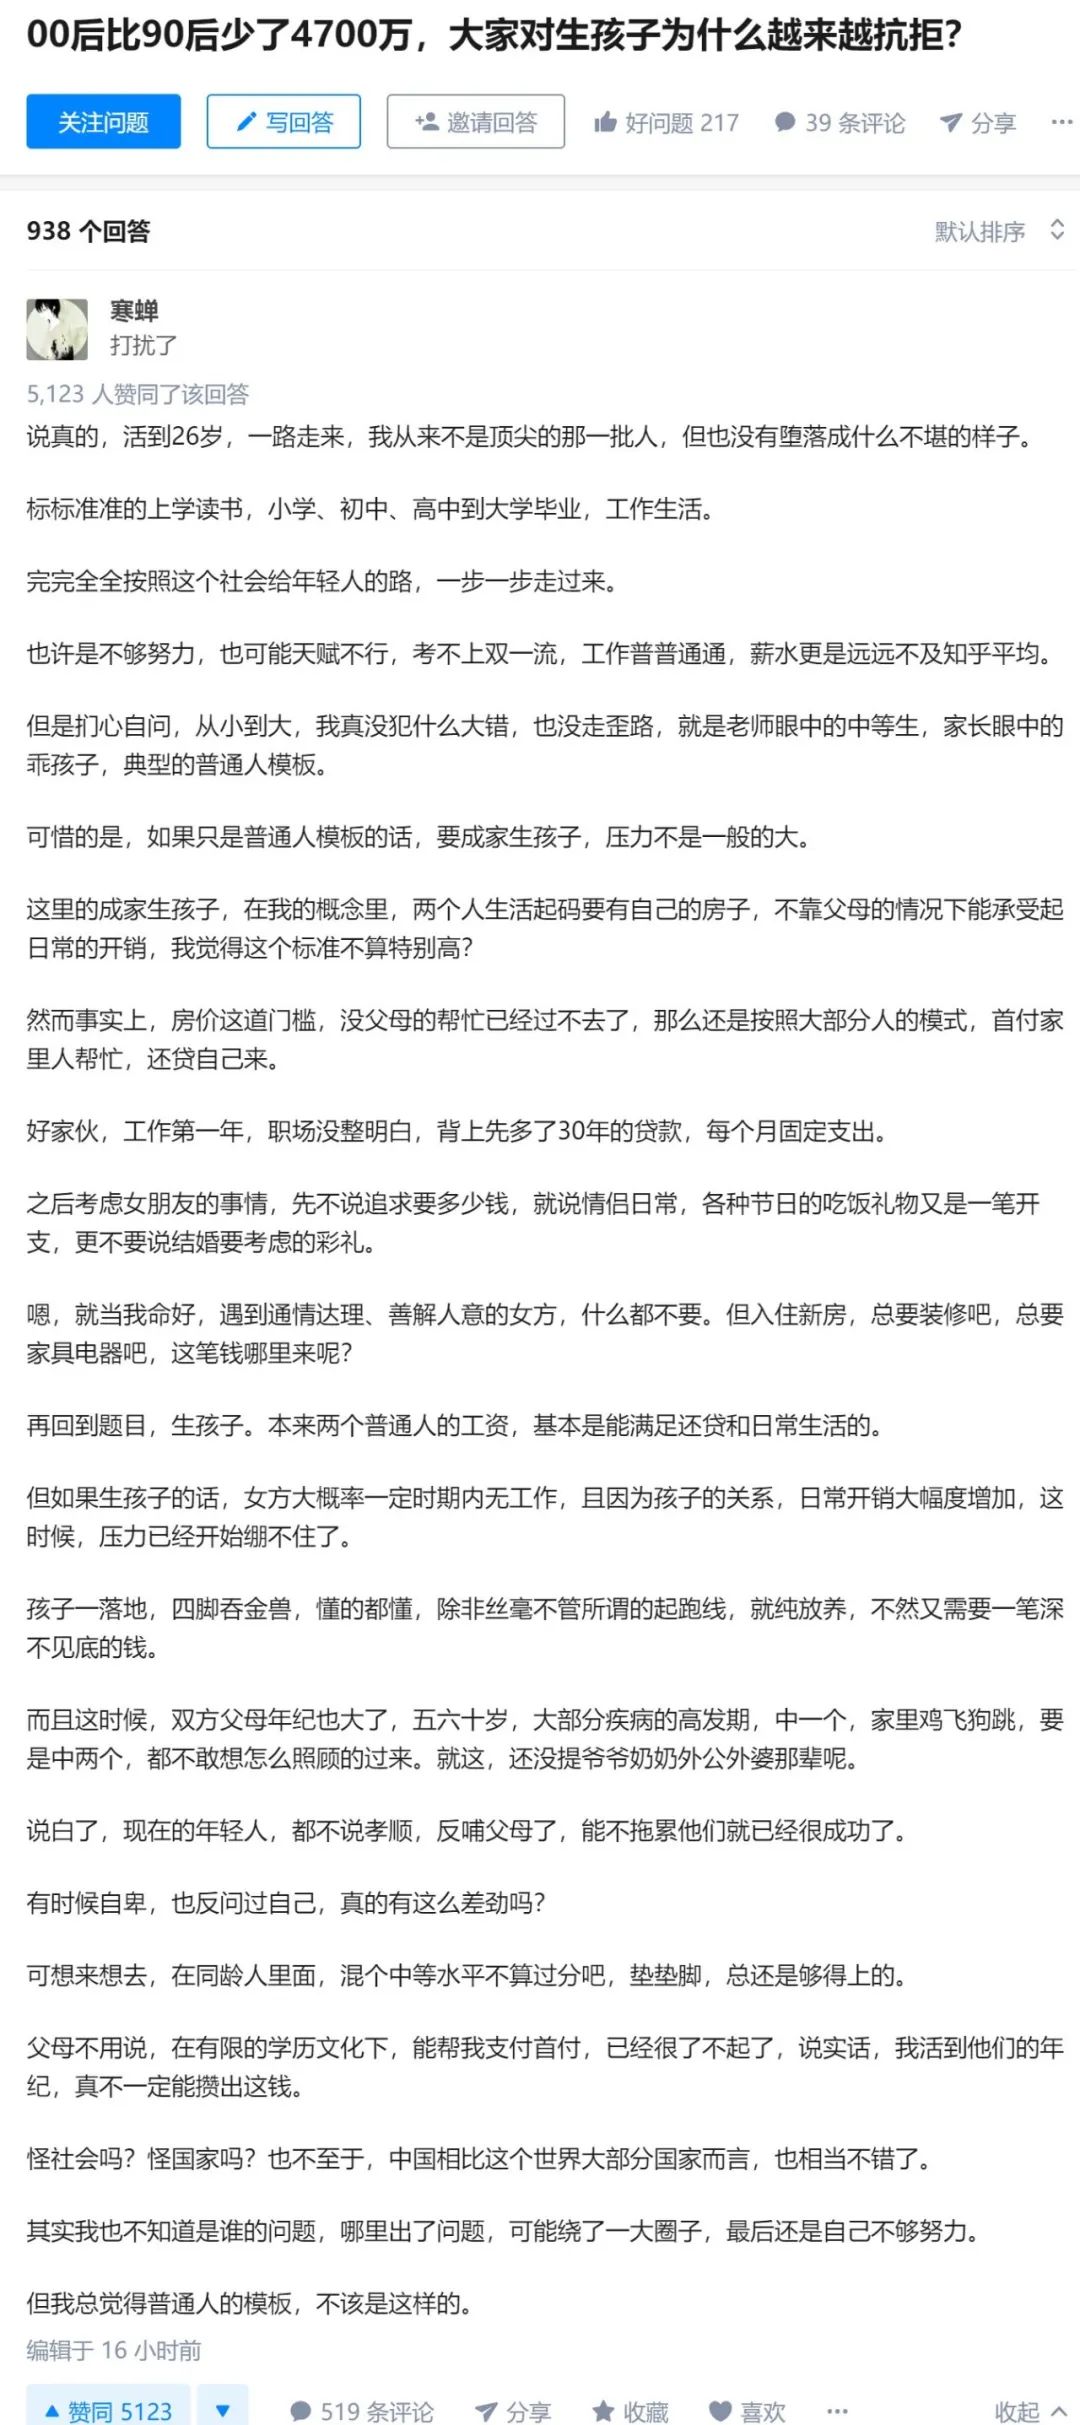 00后比90后少了4700万，大家对生孩子为什么越来越抗拒？
关注问题 写回答 邀请回答 好问题 217 39 条评论 分享 ···
938 个回答 默认排序
寒蝉
打扰了
5,123 人赞同了该回答
说真的，活到26岁，一路走来，我从来不是顶尖的那一批人，但也没有堕落成什么不堪的样子。
标标准准的上学读书，小学、初中、高中到大学毕业，工作生活。
完完全全按照这个社会给年轻人的路，一步一步走过来。
也许是不够努力，也可能天赋不行，考不上双一流，工作普普通通，薪水更是远远不及知乎平均。
但是扪心自问，从小到大，我真没犯什么大错，也没走歪路，就是老师眼中的中等生，家长眼中的
乖孩子，典型的普通人模板。
可惜的是，如果只是普通人模板的话，要成家生孩子，压力不是一般的大。
这里的成家生孩子，在我的概念里，两个人生活起码要有自己的房子，不靠父母的情况下能承受起
日常的开销，我觉得这个标准不算特别高？
然而事实上，房价这道门槛，没父母的帮忙已经过不去了，那么还是按照大部分人的模式，首付家
里人帮忙，还贷自己来。
好家伙，工作第一年，职场没整明白，背上先多了30年的贷款，每个月固定支出。
之后考虑女朋友的事情，先不说追求要多少钱，就说情侣日常，各种节日的吃饭礼物又是一笔开
支，更不要说结婚要考虑的彩礼。
嗯，就当我命好，遇到通情达理、善解人意的女方，什么都不要。但入住新房，总要装修吧，总要
家具电器吧，这笔钱哪里来呢？
再回到题目，生孩子。本来两个普通人的工资，基本是能满足还贷和日常生活的。
但如果生孩子的话，女方大概率一定时期内无工作，且因为孩子的关系，日常开销大幅度增加，这
时候，压力已经开始绷不住了。
孩子一落地，四脚吞金兽，懂的都懂，除非丝毫不管所谓的起跑线，就纯放养，不然又需要一笔深
不见底的钱。
而且这时候，双方父母年纪也大了，五六十岁，大部分疾病的高发期，中一个，家里鸡飞狗跳，要
是中两个，都不敢想怎么照顾的过来。就这，还没提爷爷奶奶外公外婆那辈呢。
说白了，现在的年轻人，都不说孝顺，反哺父母了，能不拖累他们就已经很成功了。
有时候自卑，也反问过自己，真的有这么差劲吗？
可想来想去，在同龄人里面，混个中等水平不算过分吧，垫垫脚，总还是够得上的。
父母不用说，在有限的学历文化下，能帮我支付首付，已经很了不起了，说实话，我活到他们的年
纪，真不一定能攒出这钱。
怪社会吗？怪国家吗？也不至于，中国相比这个世界大部分国家而言，也相当不错了。
其实我也不知道是谁的问题，哪里出了问题，可能绕了一大圈子，最后还是自己不够努力。
但我总觉得普通人的模板，不该是这样的。
编辑于 16 小时前
赞同 5123 519 条评论 分享 收藏 喜欢 ··· 收起